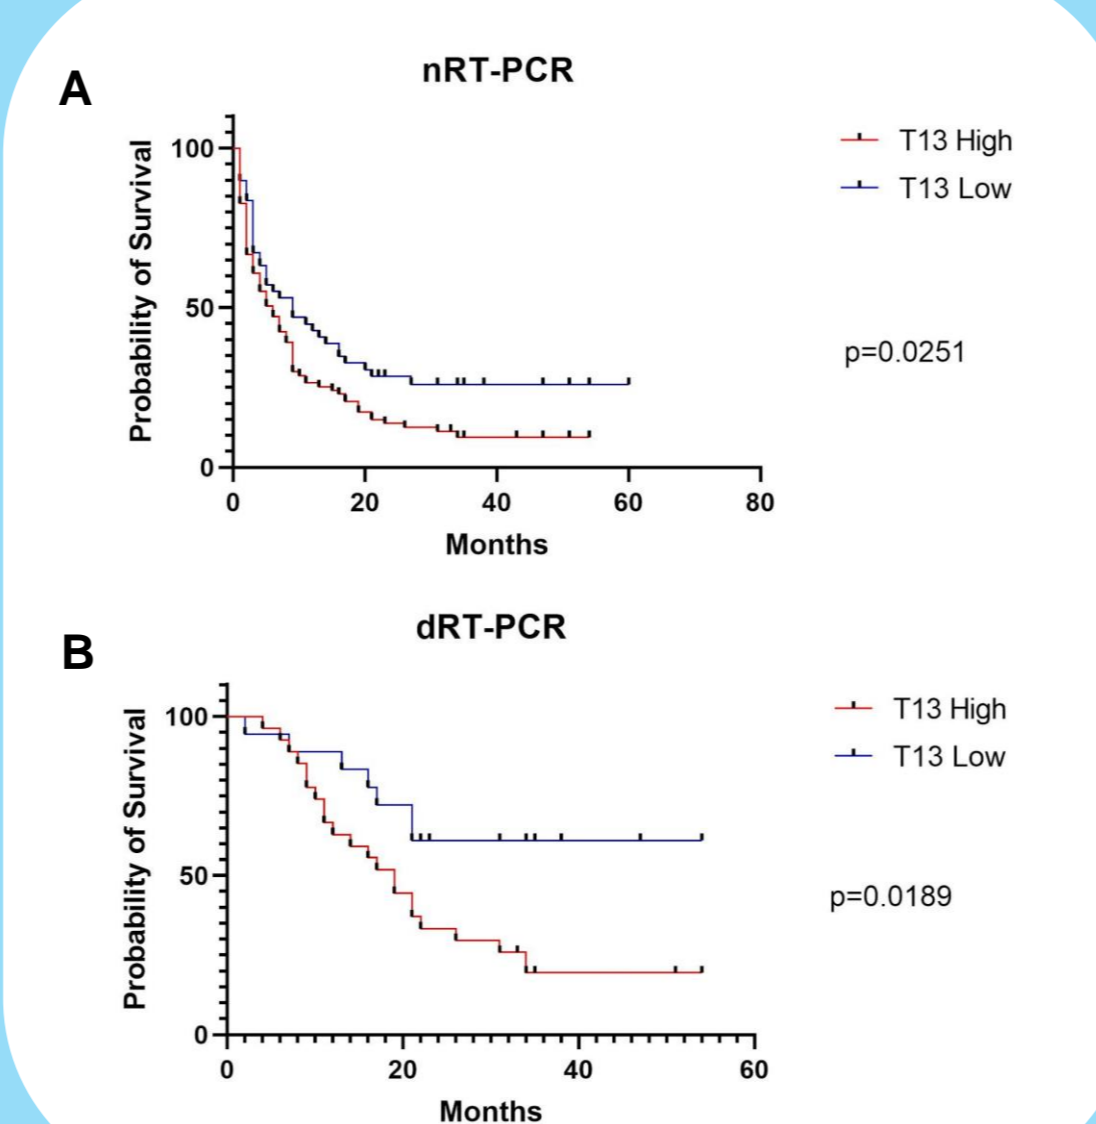 A
nRT-PCR
Probability of Survival
100
50
0
0 20 40 60 80
Months
T13 High
T13 Low
p=0.0251
B
dRT-PCR
Probability of Survival
100
50
0
0 20 40 60
Months
T13 High
T13 Low
p=0.0189